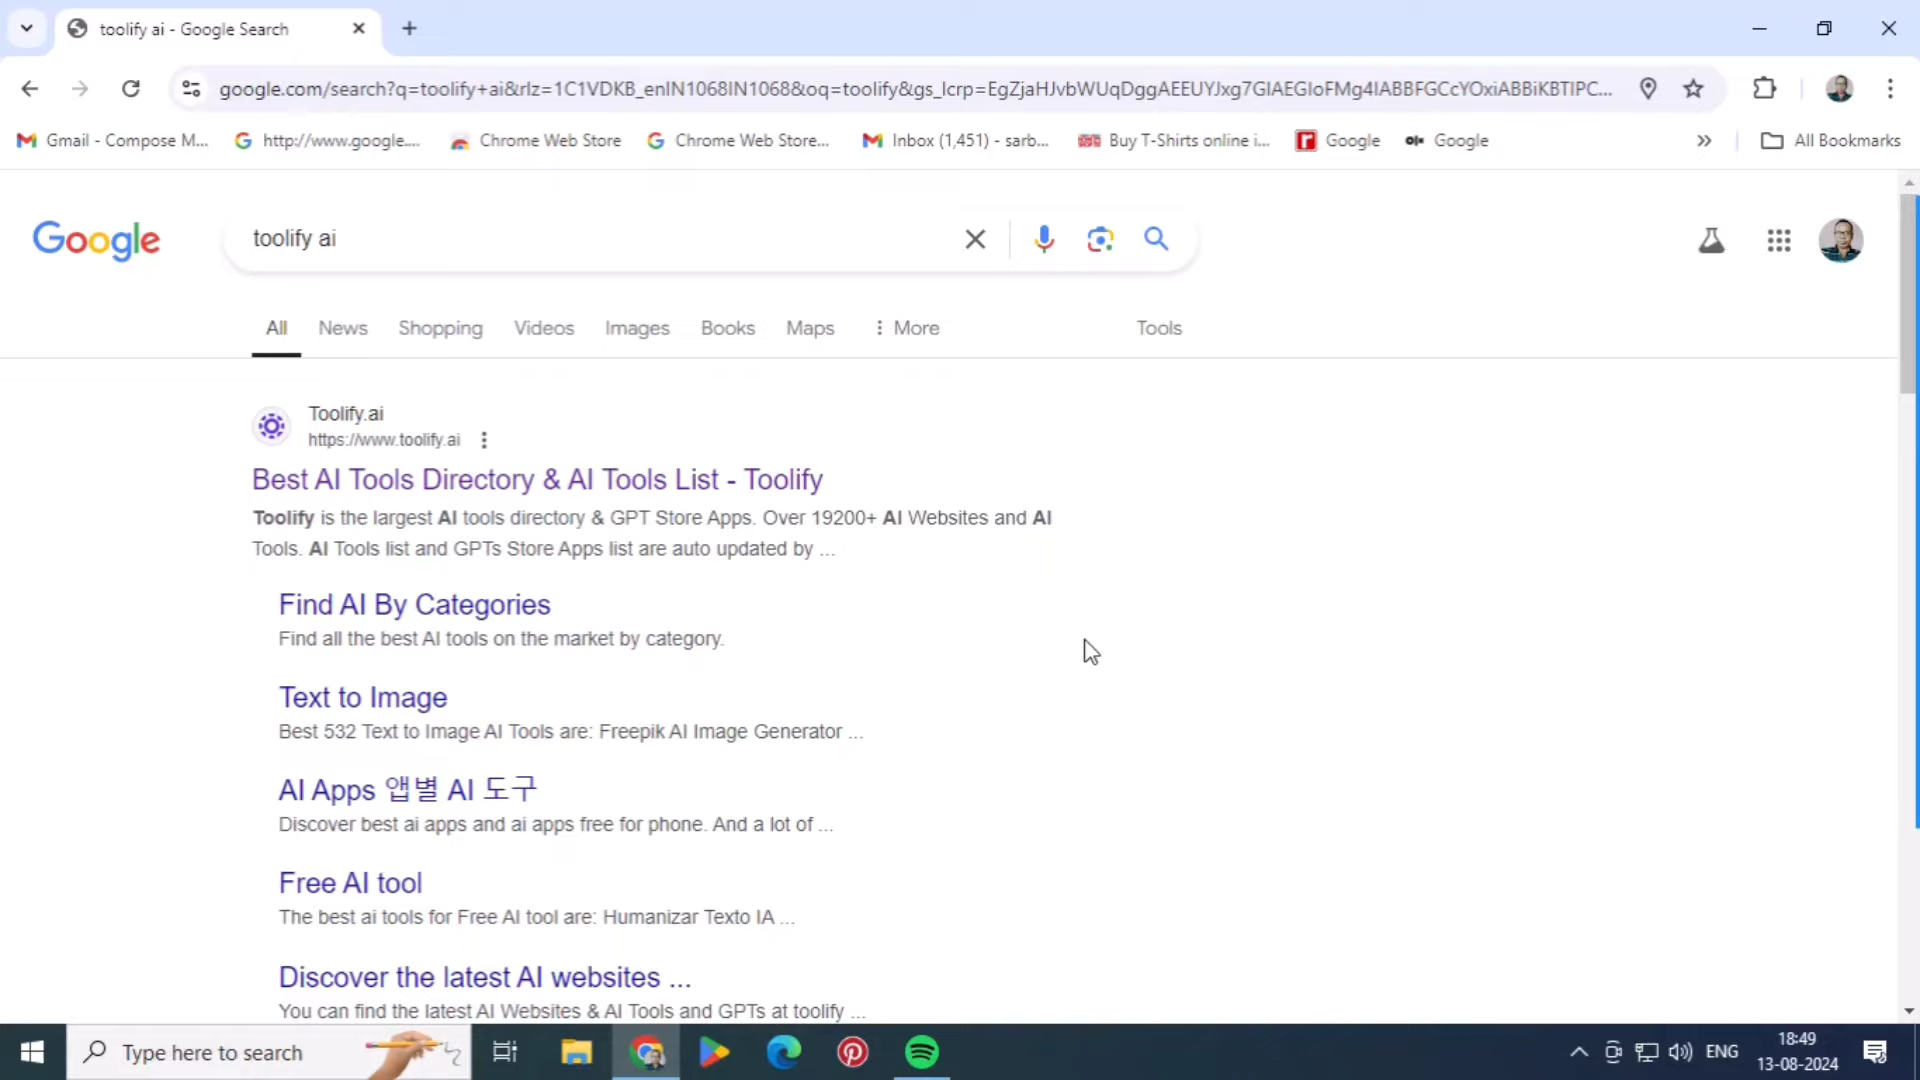 toolify ai - Google Search
google.com/search?q=toolify+ai&rlz=1C1VDKB_enIN1068IN1068&oq=toolify&gs_lcrp=EgZjaHJvbWUqDggAEEUYJxg7GIAEGIoFMg4IABBFGCcYOxiABBiKBTIPC...
Gmail - Compose M... http://www.google.... Chrome Web Store Chrome Web Store... Inbox (1,451) - sarb... Buy T-Shirts online i... Google Google All Bookmarks
Google toolify ai
All News Shopping Videos Images Books Maps More Tools
Toolify.ai
https://www.toolify.ai
Best AI Tools Directory & AI Tools List - Toolify
Toolify is the largest AI tools directory & GPT Store Apps. Over 19200+ AI Websites and AI
Tools. AI Tools list and GPTs Store Apps list are auto updated by ...
Find AI By Categories
Find all the best AI tools on the market by category.
Text to Image
Best 532 Text to Image AI Tools are: Freepik AI Image Generator ...
AI Apps 앱별 AI 도구
Discover best ai apps and ai apps free for phone. And a lot of ...
Free AI tool
The best ai tools for Free AI tool are: Humanizar Texto IA ...
Discover the latest AI websites ...
You can find the latest AI Websites & AI Tools and GPTs at toolify ...
Type here to search
ENG
18:49
13-08-2024